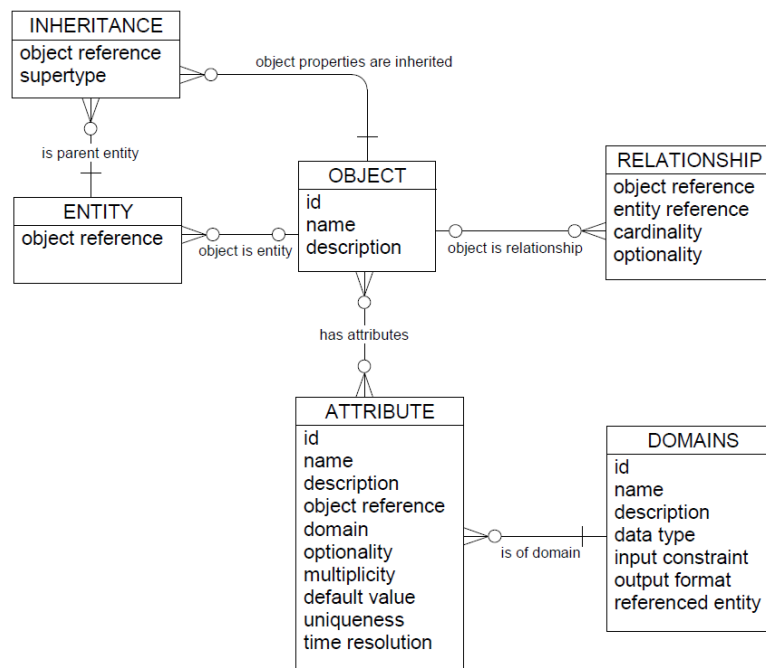 INHERITANCE
object reference
supertype
object properties are inherited
is parent entity
ENTITY
object reference
object is entity
OBJECT
id
name
description
object is relationship
RELATIONSHIP
object reference
entity reference
cardinality
optionality
has attributes
ATTRIBUTE
id
name
description
object reference
domain
optionality
multiplicity
default value
uniqueness
time resolution
is of domain
DOMAINS
id
name
description
data type
input constraint
output format
referenced entity